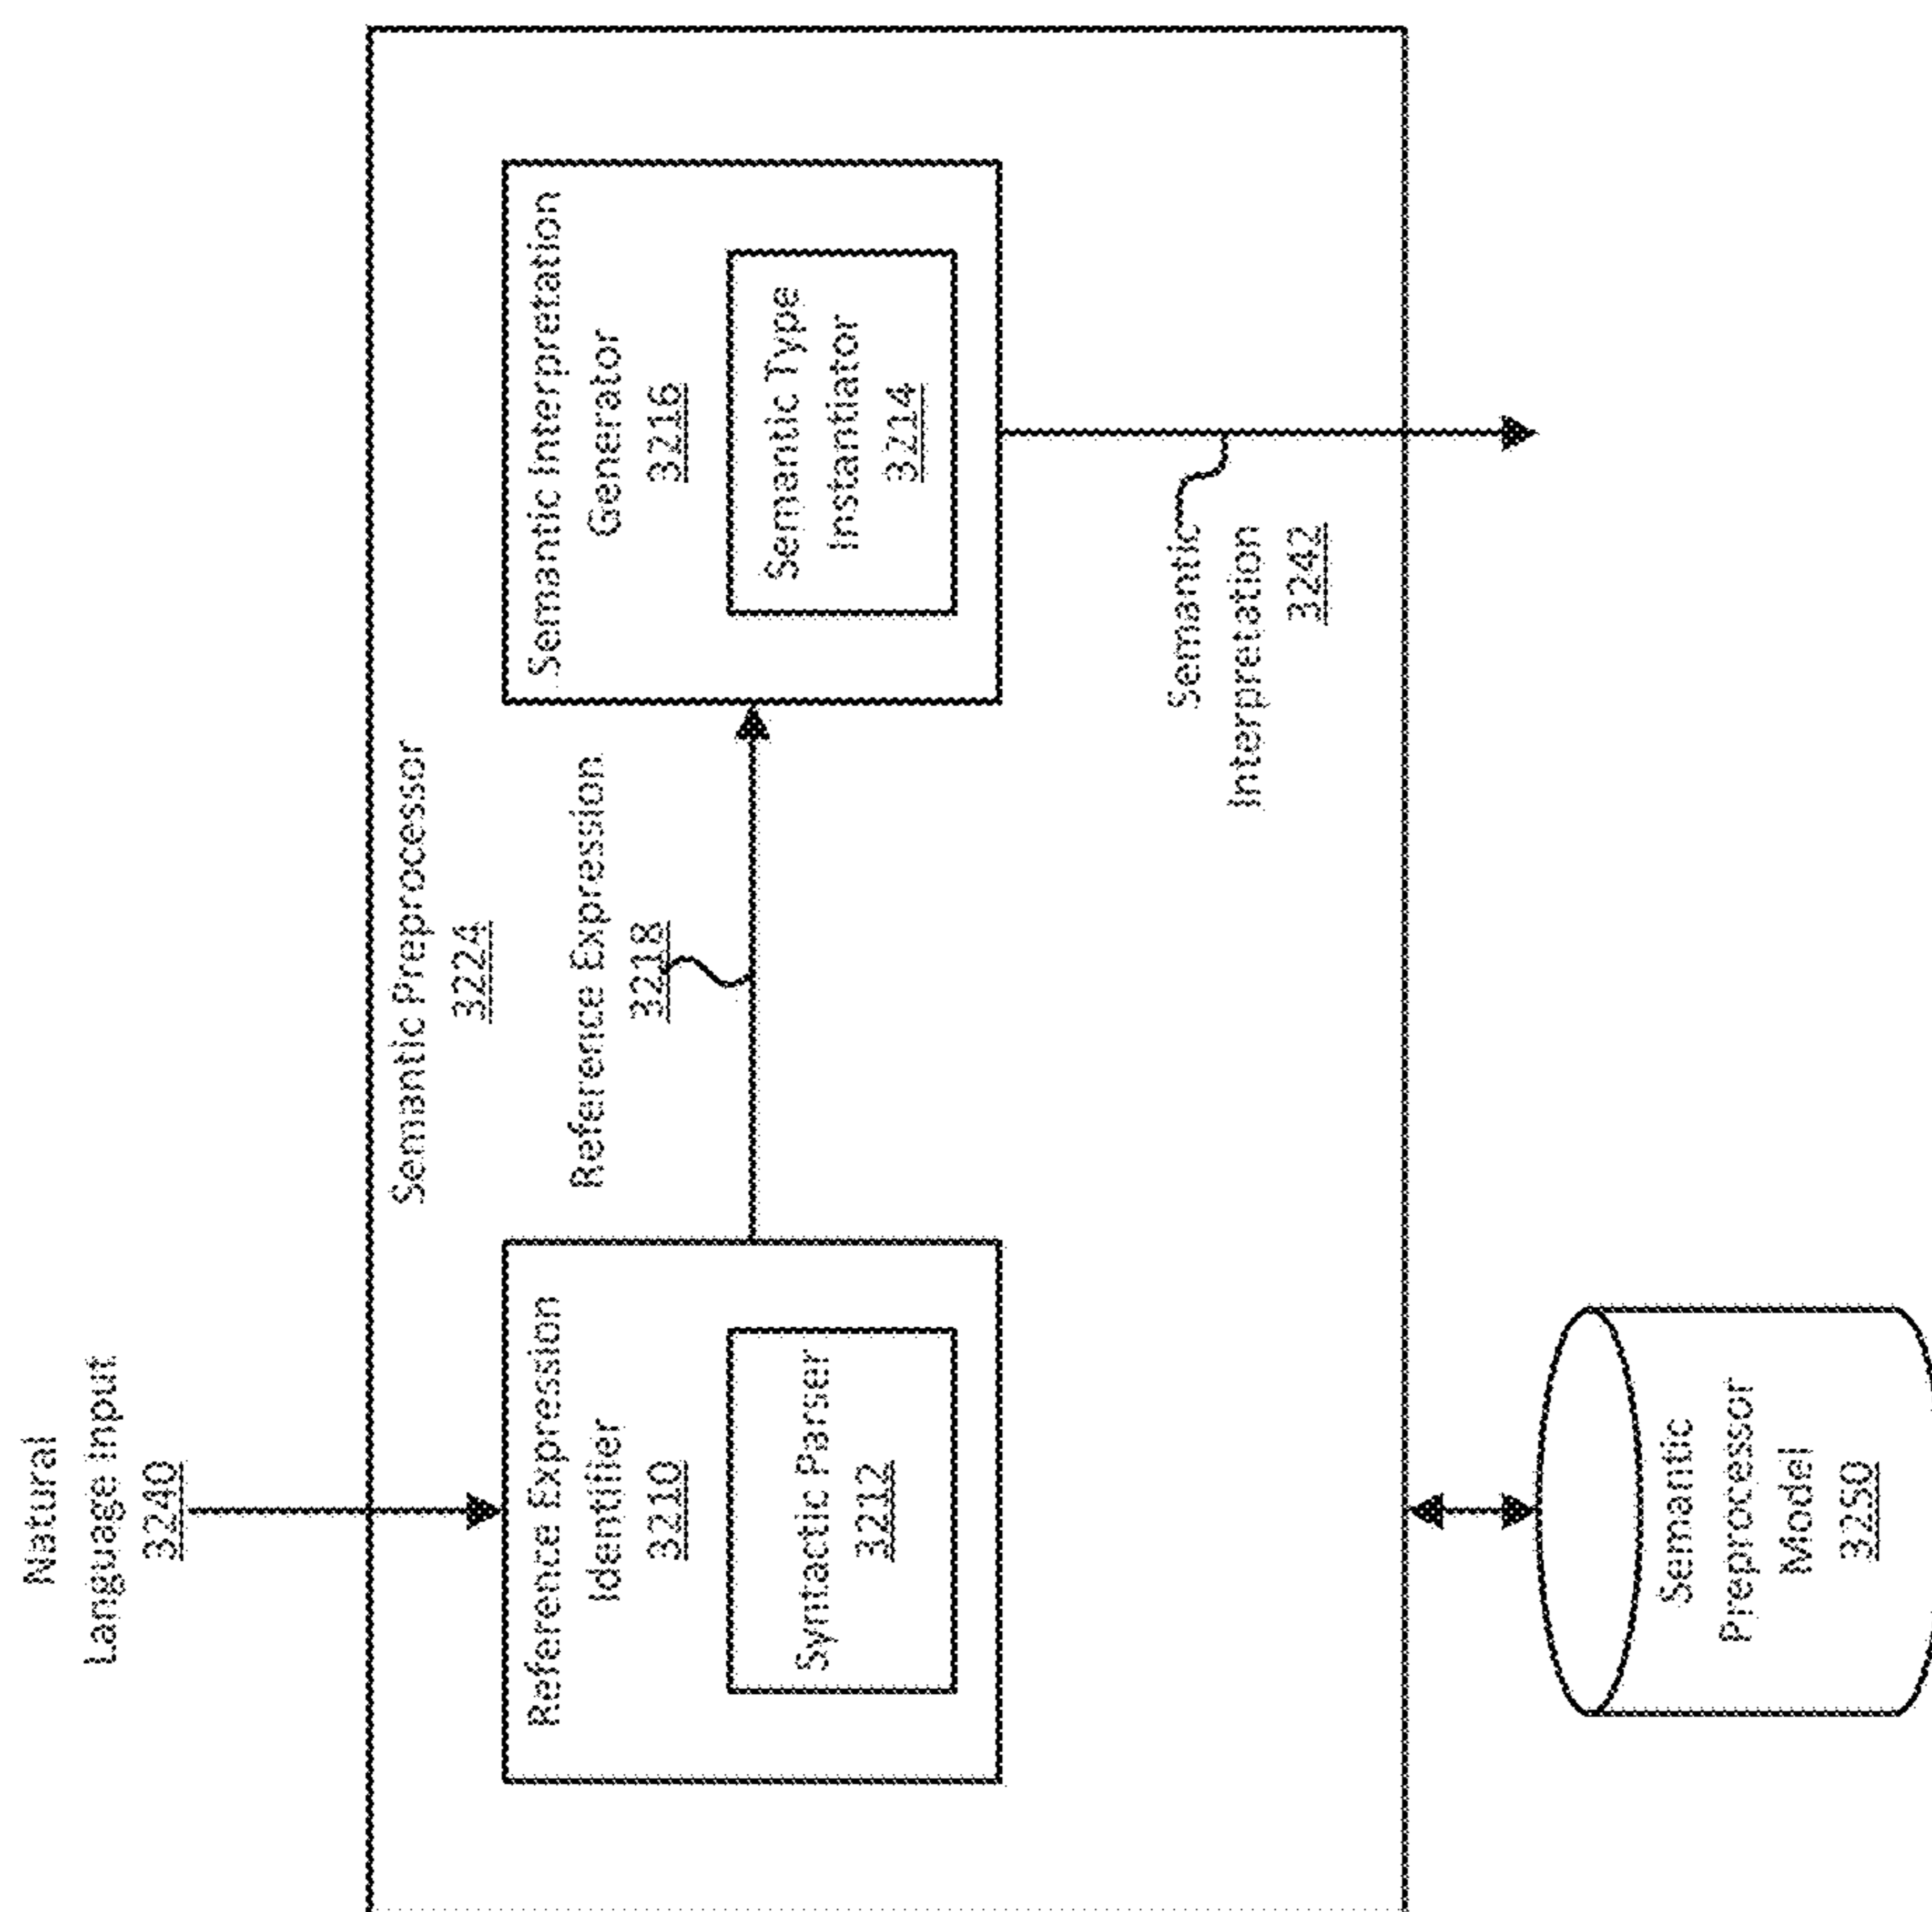 Natural
Language Input
3240
Semantic Preprocessor
3224
Reference Expression
Identifier
3210
Syntactic Parser
3212
Reference Expression
3218
Semantic Interpretation
Generator
3216
Semantic Type
Instantiator
3214
Semantic
Interpretation
3242
Semantic
Preprocessor
Model
3250